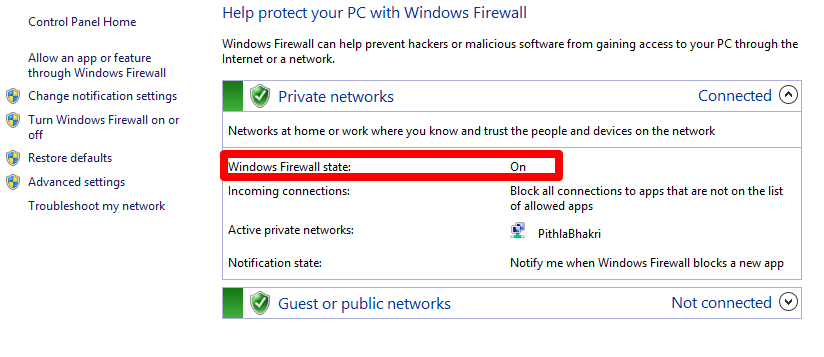 Control Panel Home
Allow an app or feature
through Windows Firewall
Change notification settings
Turn Windows Firewall on or
off
Restore defaults
Advanced settings
Troubleshoot my network
Help protect your PC with Windows Firewall
Windows Firewall can help prevent hackers or malicious software from gaining access to your PC through the
Internet or a network.
Private networks Connected
Networks at home or work where you know and trust the people and devices on the network
Windows Firewall state: On
Incoming connections: Block all connections to apps that are not on the list
of allowed apps
Active private networks: PithlaBhakri
Notification state: Notify me when Windows Firewall blocks a new app
Guest or public networks Not connected